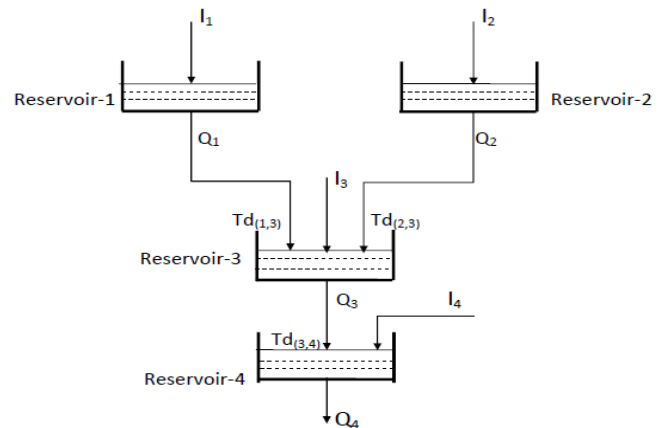 I1 I2
Reservoir-1 Reservoir-2
Q1 Q2
I3
Td(1,3) Td(2,3)
Reservoir-3
Q3 I4
Td(3,4)
Reservoir-4
Q4